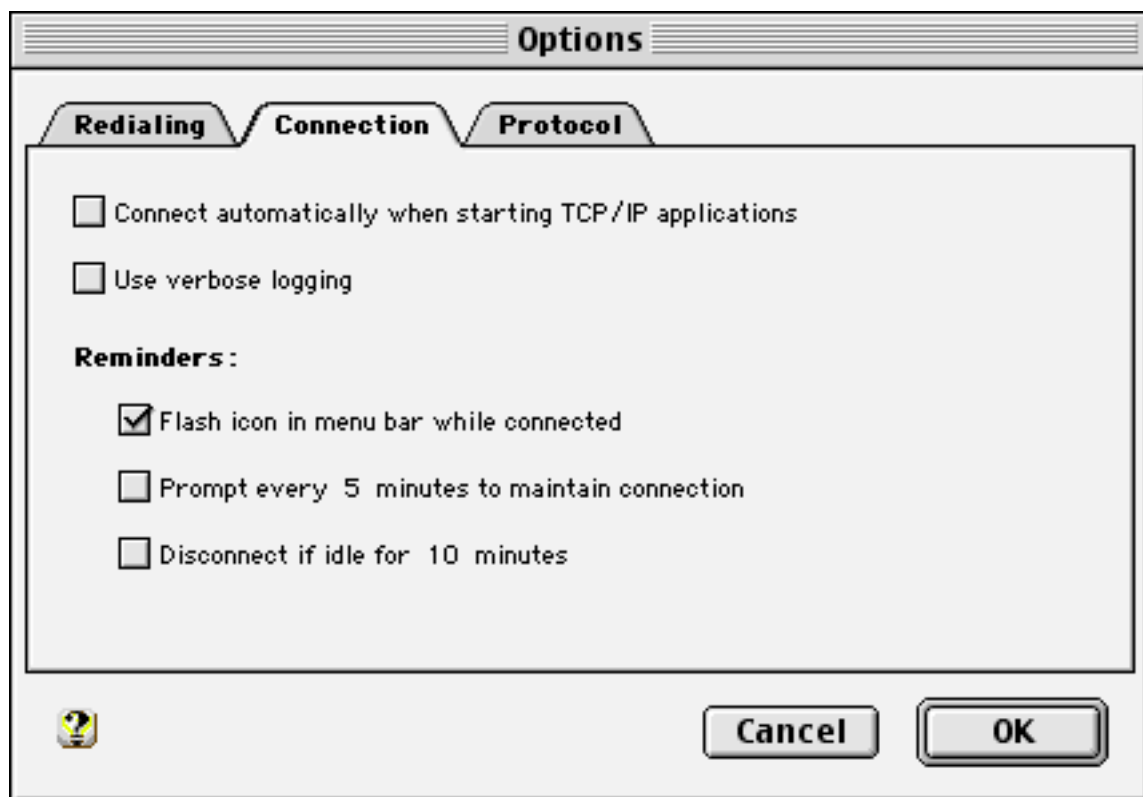 Options
Redialing Connection Protocol
Connect automatically when starting TCP/IP applications
Use verbose logging
Reminders:
Flash icon in menu bar while connected
Prompt every 5 minutes to maintain connection
Disconnect if idle for 10 minutes
? Cancel OK